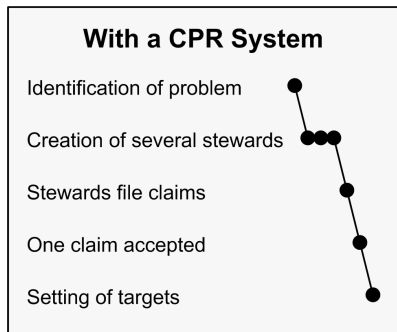 With a CPR System
Identification of problem
Creation of several stewards
Stewards file claims
One claim accepted
Setting of targets